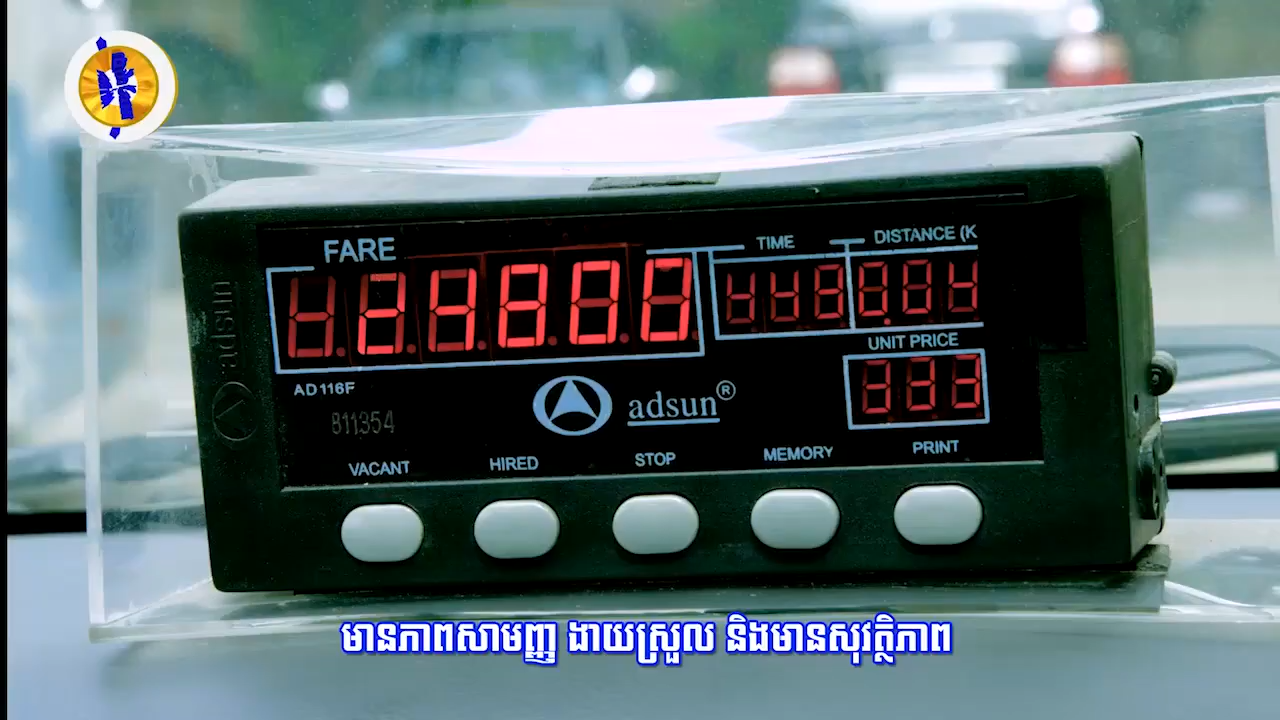 FARE
TIME
DISTANCE (K
UNIT PRICE
adsun
AD116F
811354
adsun®
VACANT
HIRED
STOP
MEMORY
PRINT
មានភាពសាមញ្ញ ងាយស្រួល និងមានសុវត្ថិភាព